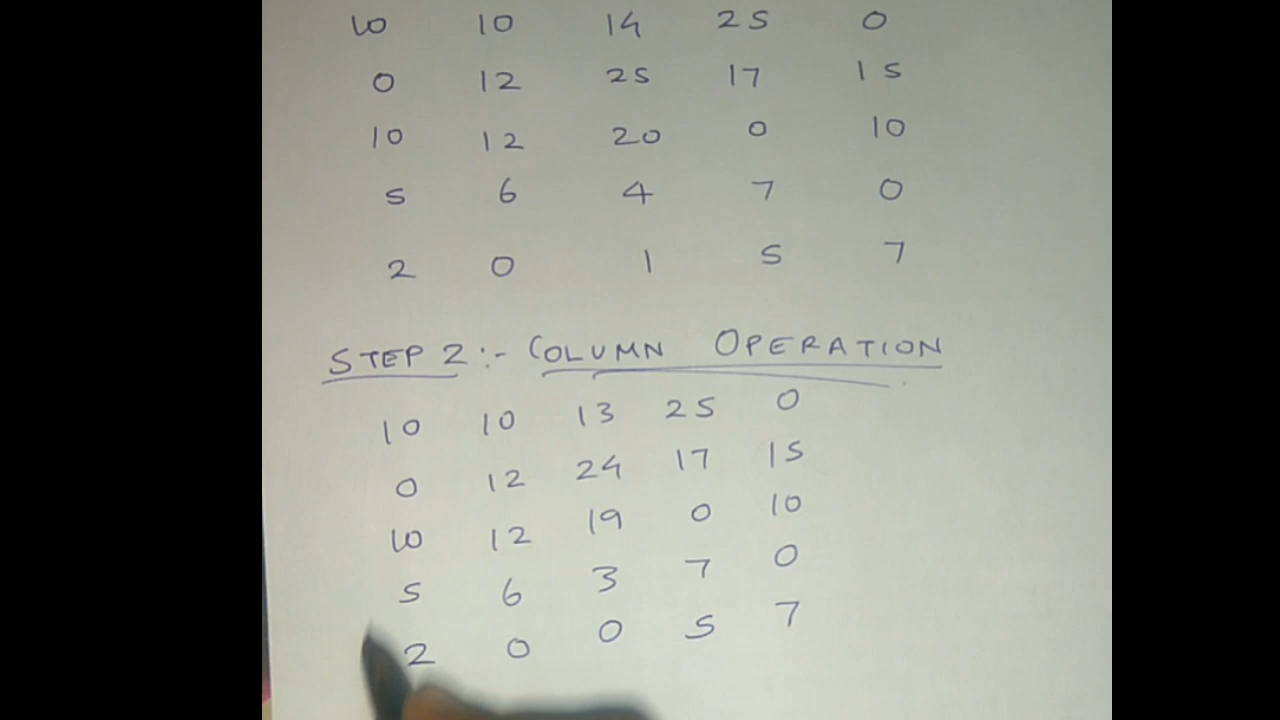 10 10 14 25 0
0 12 25 17 15
10 12 20 0 10
5 6 4 7 0
2 0 1 5 7
STEP 2:- COLUMN OPERATION
10 10 13 25 0
0 12 24 17 15
10 12 19 0 10
5 6 3 7 0
2 0 0 5 7